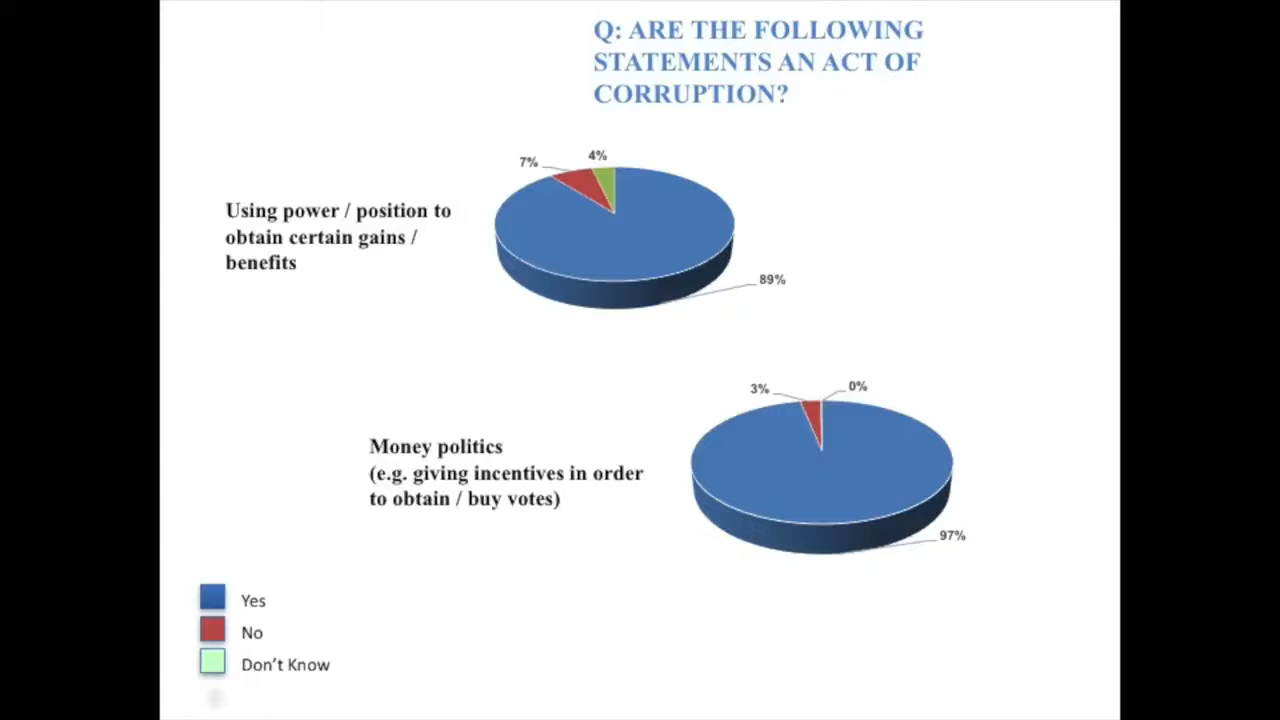 Q: ARE THE FOLLOWING
STATEMENTS AN ACT OF
CORRUPTION?
7%
4%
Using power / position to
obtain certain gains /
benefits
89%
3%
0%
Money politics
(e.g. giving incentives in order
to obtain / buy votes)
97%
Yes
No
Don't Know